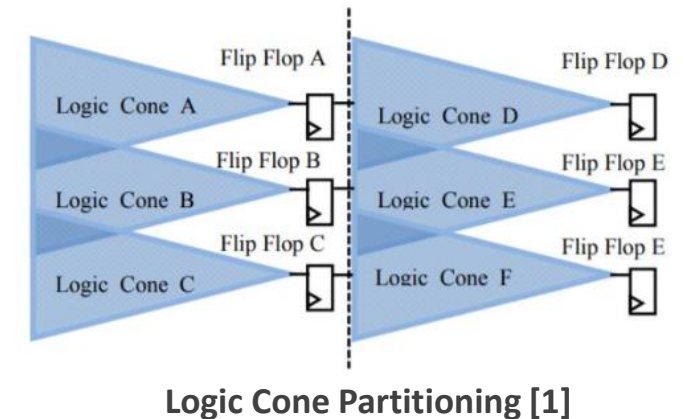 Flip Flop A
Flip Flop D
Logic Cone A
Logic Cone D
Flip Flop B
Flip Flop E
Logic Cone B
Logic Cone E
Flip Flop C
Flip Flop E
Logic Cone C
Logic Cone F
Logic Cone Partitioning [1]